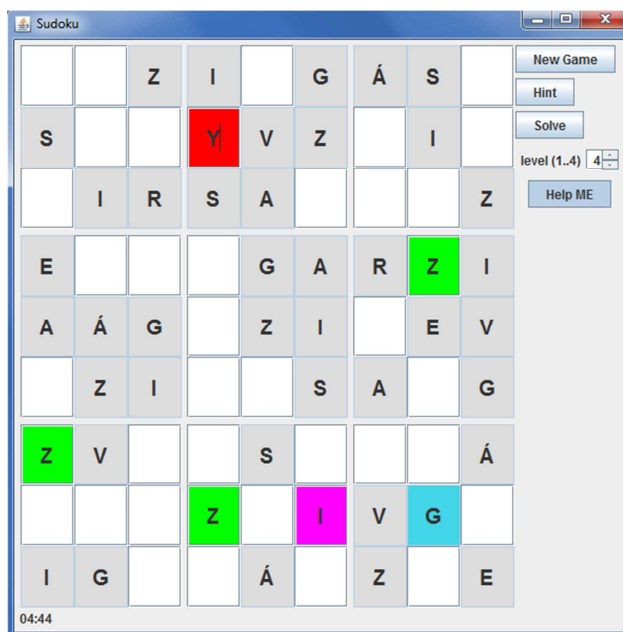 Sudoku
Z I G Á S
New Game
Hint
S Y V Z I
Solve
level (1..4) 4
I R S A Z
Help ME
E G A R Z I
A Á G Z I E V
Z I S A G
Z V S Á
Z I V G
I G Á Z E
04:44